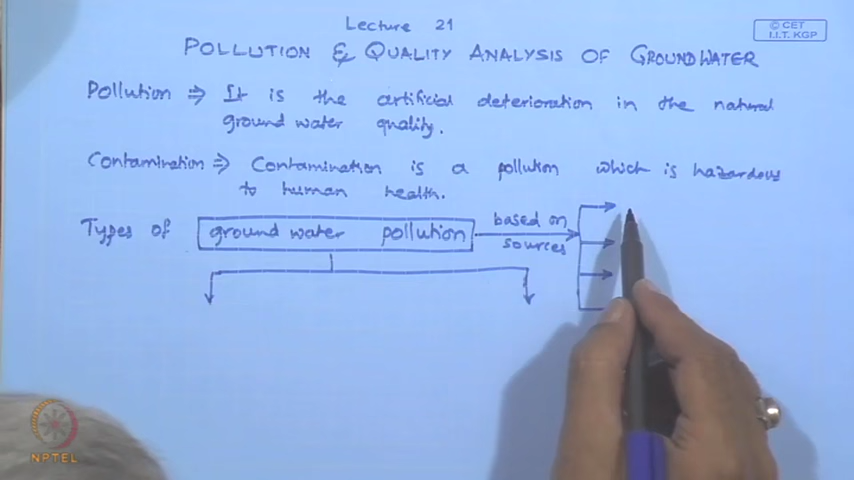 Lecture 21
© CET
I.I.T. KGP
POLLUTION & QUALITY ANALYSIS OF GROUNDWATER
Pollution ⇒ It is the artificial deterioration in the natural
ground water quality.
Contamination ⇒ Contamination is a pollution which is hazardous
to human health.
Types of ground water pollution based on
sources
NPTEL